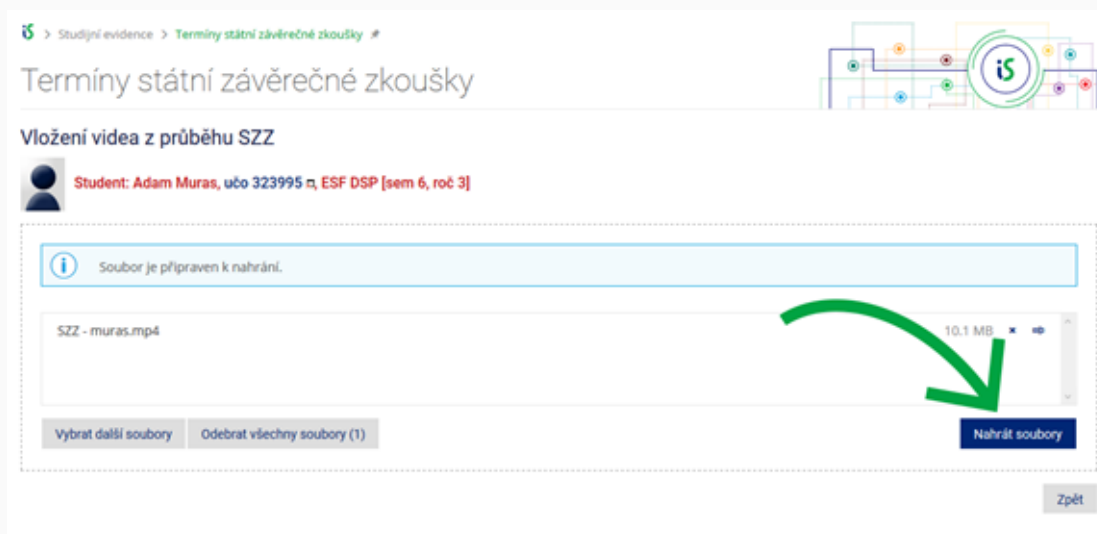 iS > Studijní evidence > Termíny státní závěrečné zkoušky
Termíny státní závěrečné zkoušky
iS
Vložení videa z průběhu SZZ
Student: Adam Muras, učo 323995, ESF DSP [sem 6, roč 3]
i Soubor je připraven k nahrání.
SZZ - muras.mp4 10.1 MB
Vybrat další soubory Odebrat všechny soubory (1) Nahrát soubory
Zpět